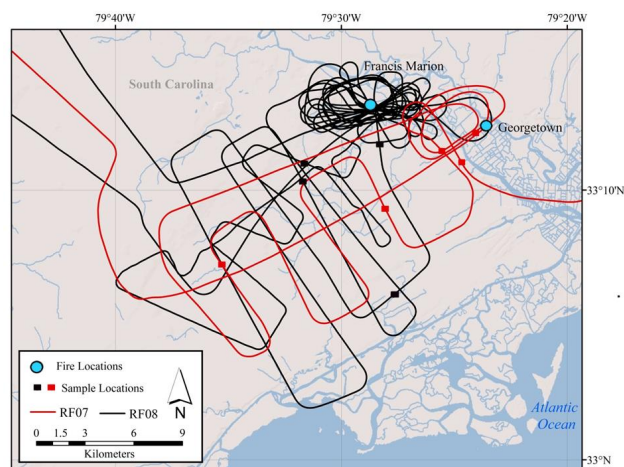 79°40'
79°30'
79°20'N
Francis Marion
South Carolina
Georgetown
33°10'
Fire Locations
Sample Locations
N
RF07
RF08
0 1.5 3 6 9
Kilometers
Atlantic
Ocean
33°N